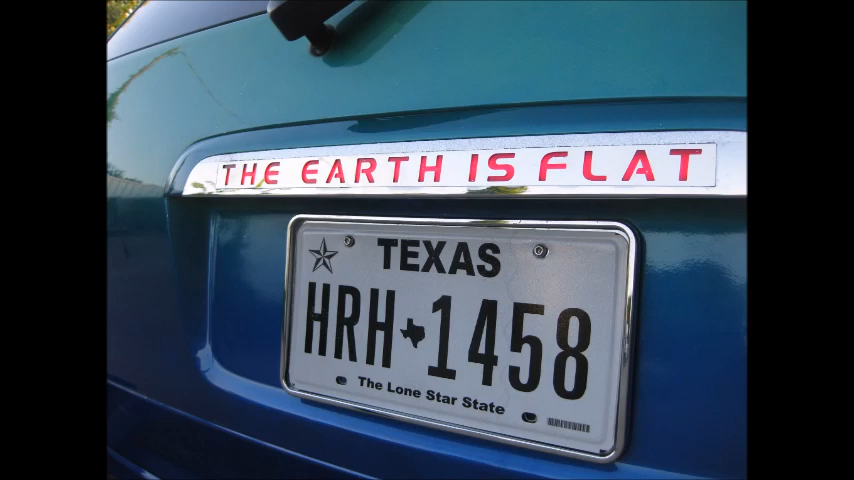 THE EARTH IS FLAT
TEXAS
HRH 1458
The Lone Star State